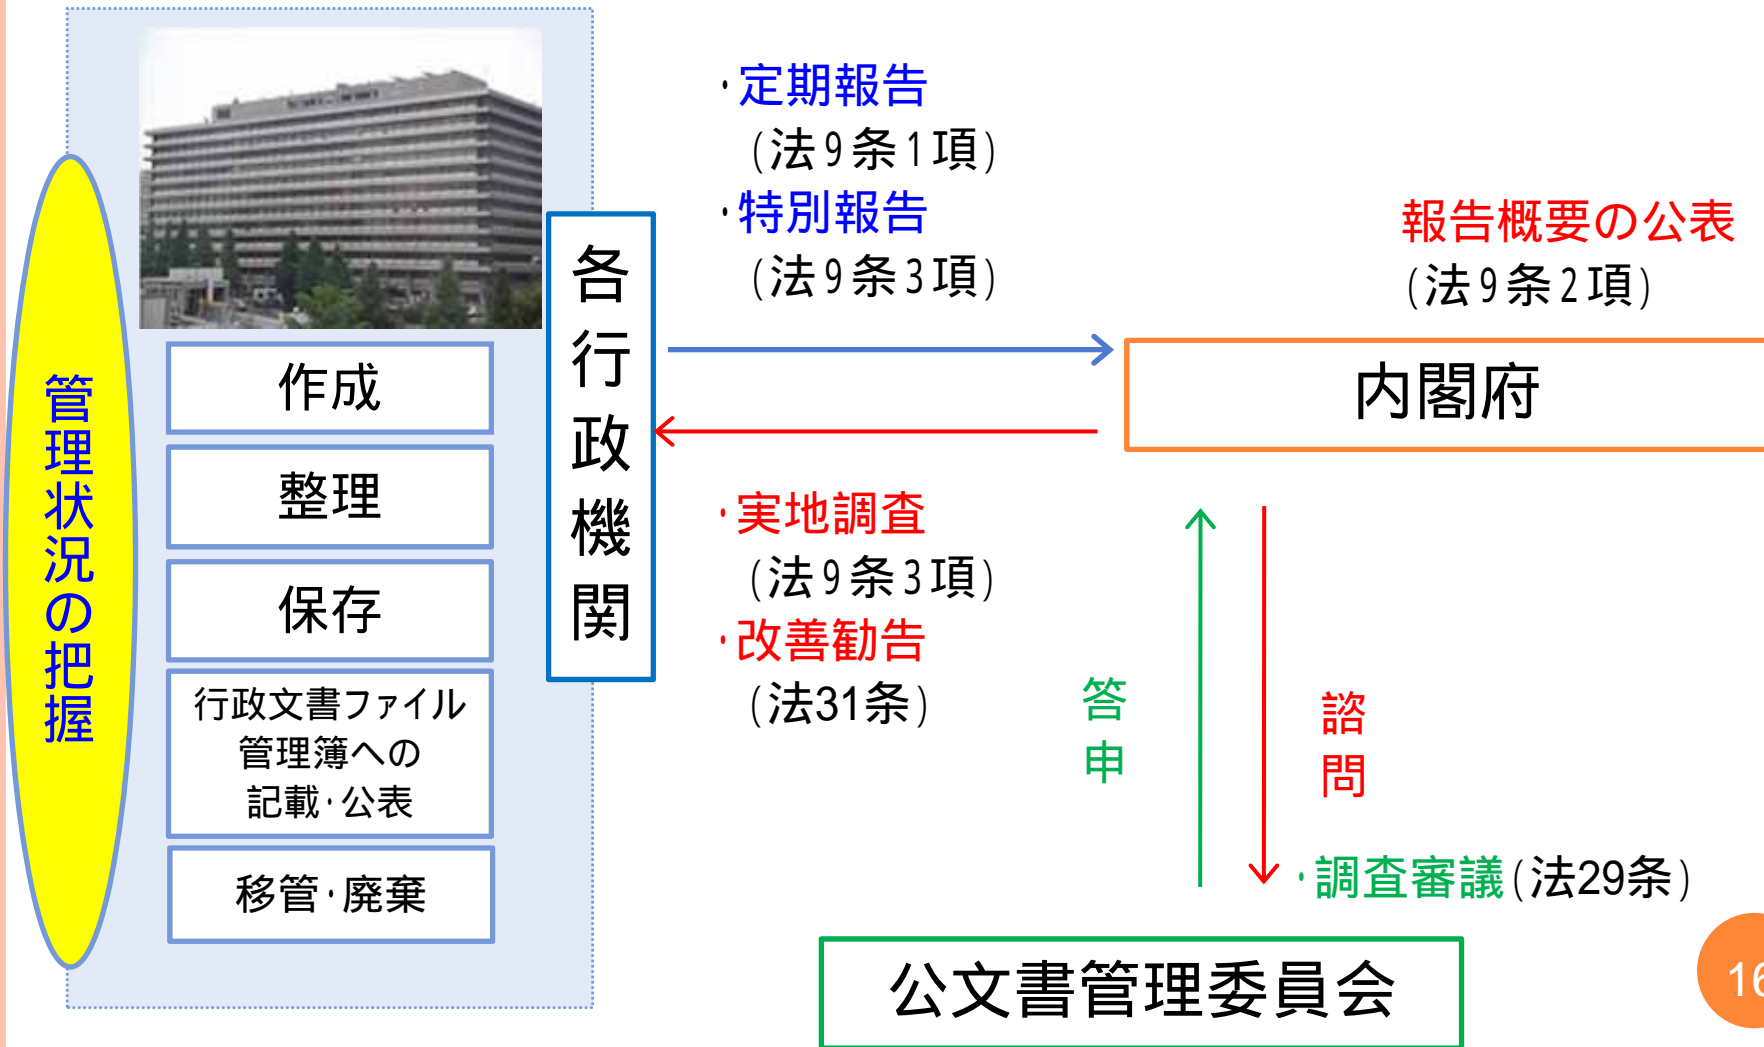 管理状況の把握
作成
整理
保存
行政文書ファイル
管理簿への
記載・公表
移管・廃棄
各行政機関
・定期報告
(法9条1項)
・特別報告
(法9条3項)
・実地調査
(法9条3項)
・改善勧告
(法31条)
報告概要の公表
(法9条2項)
内閣府
答申
諮問
・調査審議(法29条)
公文書管理委員会
16